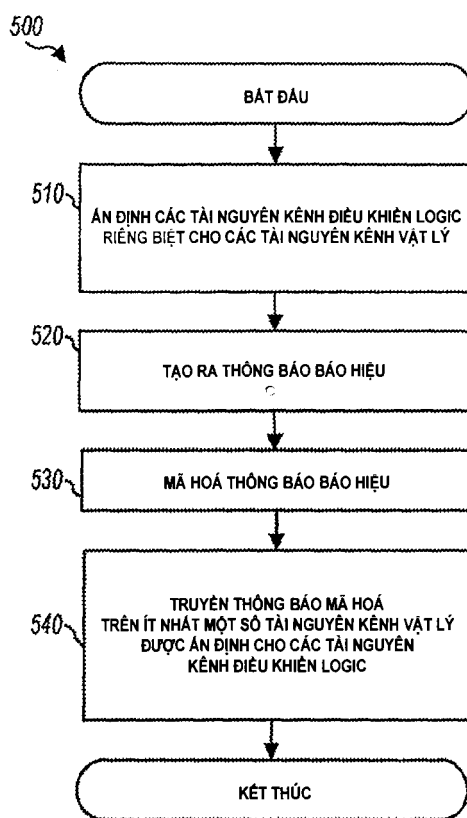 500
BẮT ĐẦU
510
ẤN ĐỊNH CÁC TÀI NGUYÊN KÊNH ĐIỀU KHIỂN LOGIC
RIÊNG BIỆT CHO CÁC TÀI NGUYÊN KÊNH VẬT LÝ
520
TẠO RA THÔNG BÁO BÁO HIỆU
530
MÃ HOÁ THÔNG BÁO BÁO HIỆU
540
TRUYỀN THÔNG BÁO MÃ HOÁ
TRÊN ÍT NHẤT MỘT SỐ TÀI NGUYÊN KÊNH VẬT LÝ
ĐƯỢC ẤN ĐỊNH CHO CÁC TÀI NGUYÊN
KÊNH ĐIỀU KHIỂN LOGIC
KẾT THÚC